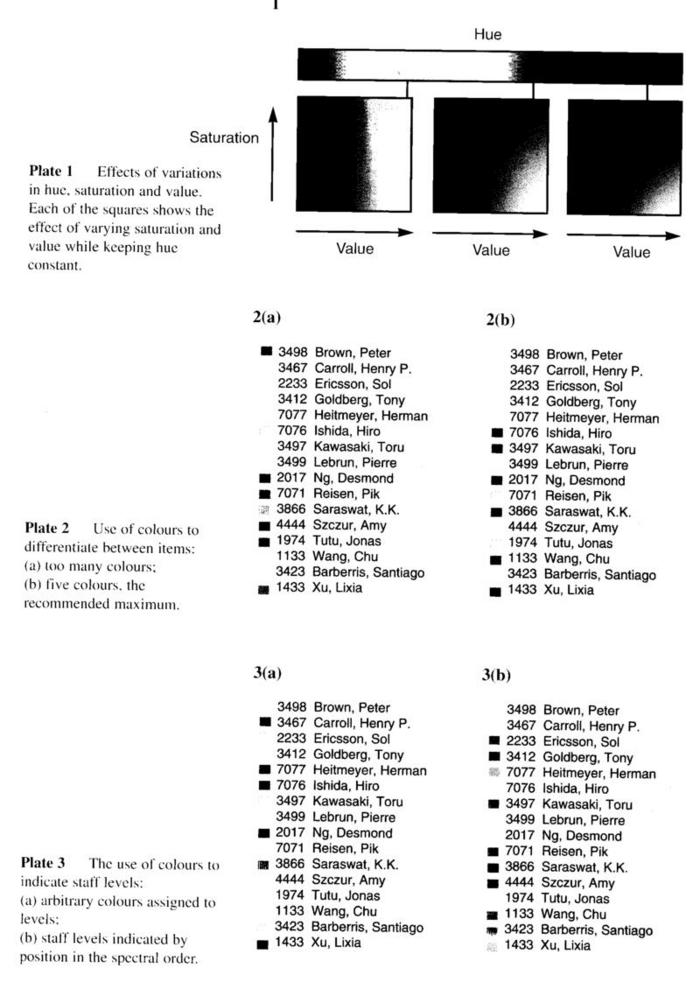 Hue
Saturation
Value
Value
Value
Plate 1 Effects of variations
in hue, saturation and value.
Each of the squares shows the
effect of varying saturation and
value while keeping hue
constant.
2(a)
3498 Brown, Peter
3467 Carroll, Henry P.
2233 Ericsson, Sol
3412 Goldberg, Tony
7077 Heitmeyer, Herman
7076 Ishida, Hiro
3497 Kawasaki, Toru
3499 Lebrun, Pierre
2017 Ng, Desmond
7071 Reisen, Pik
3866 Saraswat, K.K.
4444 Szczur, Amy
1974 Tutu, Jonas
1133 Wang, Chu
3423 Barberris, Santiago
1433 Xu, Lixia
2(b)
3498 Brown, Peter
3467 Carroll, Henry P.
2233 Ericsson, Sol
3412 Goldberg, Tony
7077 Heitmeyer, Herman
7076 Ishida, Hiro
3497 Kawasaki, Toru
3499 Lebrun, Pierre
2017 Ng, Desmond
7071 Reisen, Pik
3866 Saraswat, K.K.
4444 Szczur, Amy
1974 Tutu, Jonas
1133 Wang, Chu
3423 Barberris, Santiago
1433 Xu, Lixia
Plate 2 Use of colours to
differentiate between items:
(a) too many colours;
(b) five colours, the
recommended maximum.
3(a)
3498 Brown, Peter
3467 Carroll, Henry P.
2233 Ericsson, Sol
3412 Goldberg, Tony
7077 Heitmeyer, Herman
7076 Ishida, Hiro
3497 Kawasaki, Toru
3499 Lebrun, Pierre
2017 Ng, Desmond
7071 Reisen, Pik
3866 Saraswat, K.K.
4444 Szczur, Amy
1974 Tutu, Jonas
1133 Wang, Chu
3423 Barberris, Santiago
1433 Xu, Lixia
3(b)
3498 Brown, Peter
3467 Carroll, Henry P.
2233 Ericsson, Sol
3412 Goldberg, Tony
7077 Heitmeyer, Herman
7076 Ishida, Hiro
3497 Kawasaki, Toru
3499 Lebrun, Pierre
2017 Ng, Desmond
7071 Reisen, Pik
3866 Saraswat, K.K.
4444 Szczur, Amy
1974 Tutu, Jonas
1133 Wang, Chu
3423 Barberris, Santiago
1433 Xu, Lixia
Plate 3 The use of colours to
indicate staff levels:
(a) arbitrary colours assigned to
levels;
(b) staff levels indicated by
position in the spectral order.